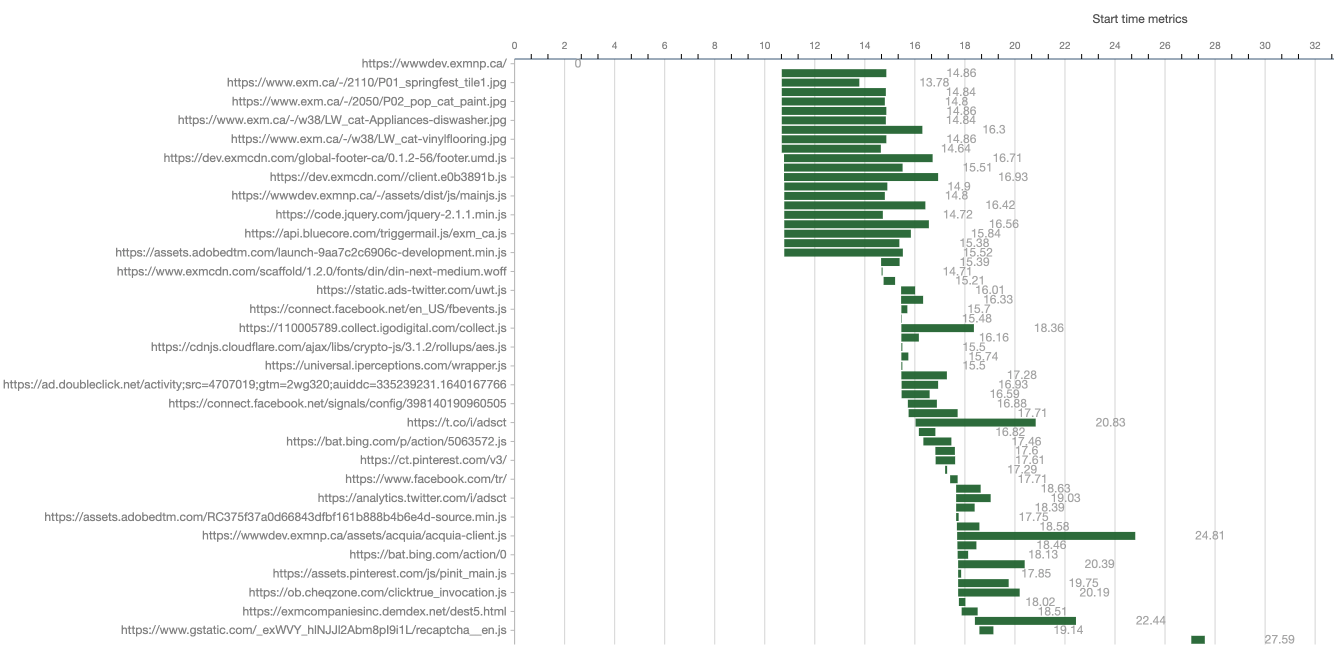 Start time metrics
0 2 4 6 8 10 12 14 16 18 20 22 24 26 28 30 32
https://wwwdev.exmnp.ca/ 0
14.86
https://www.exm.ca/-/2110/P01_springfest_tile1.jpg 13.78
14.84
https://www.exm.ca/-/2050/P02_pop_cat_paint.jpg 14.8
14.86
https://www.exm.ca/-/w38/LW_cat-Appliances-diswasher.jpg 14.84
16.3
https://www.exm.ca/-/w38/LW_cat-vinylflooring.jpg 14.86
14.64
https://dev.exmcdn.com/global-footer-ca/0.1.2-56/footer.umd.js 16.71
15.51
https://dev.exmcdn.com//client.e0b3891b.js 16.93
14.9
https://wwwdev.exmnp.ca/-/assets/dist/js/mainjs.js 14.8
16.42
https://code.jquery.com/jquery-2.1.1.min.js 14.72
16.56
https://api.bluecore.com/triggermail.js/exm_ca.js 15.84
15.38
https://assets.adobedtm.com/launch-9aa7c2c6906c-development.min.js 15.52
15.39
https://www.exmcdn.com/scaffold/1.2.0/fonts/din/din-next-medium.woff 14.71
15.21
https://static.ads-twitter.com/uwt.js 16.01
16.33
https://connect.facebook.net/en_US/fbevents.js 15.7
15.48
https://110005789.collect.igodigital.com/collect.js 18.36
16.16
https://cdnjs.cloudflare.com/ajax/libs/crypto-js/3.1.2/rollups/aes.js 15.5
15.74
https://universal.iperceptions.com/wrapper.js 15.5
17.28
https://ad.doubleclick.net/activity;src=4707019;gtm=2wg320;auiddc=335239231.1640167766 16.93
16.59
https://connect.facebook.net/signals/config/398140190960505 16.88
17.71
https://t.co/i/adsct 20.83
16.82
https://bat.bing.com/p/action/5063572.js 17.46
17.6
https://ct.pinterest.com/v3/ 17.61
17.29
https://www.facebook.com/tr/ 17.71
18.63
https://analytics.twitter.com/i/adsct 19.03
18.39
https://assets.adobedtm.com/RC375f37a0d66843dfbf161b888b4b6e4d-source.min.js 17.75
18.58
https://wwwdev.exmnp.ca/assets/acquia/acquia-client.js 24.81
18.46
https://bat.bing.com/action/0 18.13
20.39
https://assets.pinterest.com/js/pinit_main.js 17.85
19.75
https://ob.cheqzone.com/clicktrue_invocation.js 20.19
18.02
https://exmcompaniesinc.demdex.net/dest5.html 18.51
22.44
https://www.gstatic.com/_exWVY_hlNJJl2Abm8pI9i1L/recaptcha__en.js 19.14
27.59